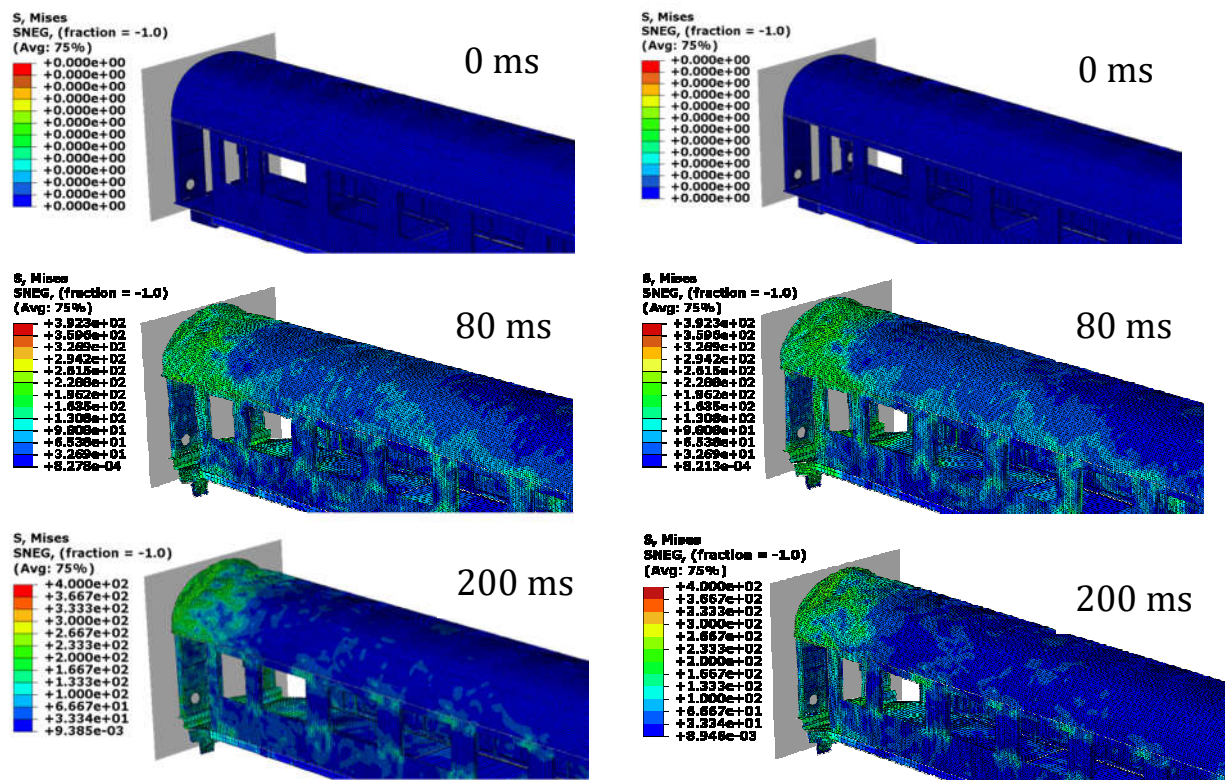 S, Mises
SNEG, (fraction = -1.0)
(Avg: 75%)
+0.000e+00
+0.000e+00
+0.000e+00
+0.000e+00
+0.000e+00
+0.000e+00
+0.000e+00
+0.000e+00
+0.000e+00
+0.000e+00
+0.000e+00
+0.000e+00
+0.000e+00
0 ms
S, Mises
SNEG, (fraction = -1.0)
(Avg: 75%)
+0.000e+00
+0.000e+00
+0.000e+00
+0.000e+00
+0.000e+00
+0.000e+00
+0.000e+00
+0.000e+00
+0.000e+00
+0.000e+00
+0.000e+00
+0.000e+00
+0.000e+00
0 ms
S, Mises
SNEG, (fraction = -1.0)
(Avg: 75%)
+3.923e+02
+3.596e+02
+3.269e+02
+2.942e+02
+2.615e+02
+2.288e+02
+1.962e+02
+1.635e+02
+1.308e+02
+9.808e+01
+6.538e+01
+3.269e+01
+8.278e-04
80 ms
S, Mises
SNEG, (fraction = -1.0)
(Avg: 75%)
+3.923e+02
+3.596e+02
+3.269e+02
+2.942e+02
+2.615e+02
+2.288e+02
+1.962e+02
+1.635e+02
+1.308e+02
+9.808e+01
+6.538e+01
+3.269e+01
+8.213e-04
80 ms
S, Mises
SNEG, (fraction = -1.0)
(Avg: 75%)
+4.000e+02
+3.667e+02
+3.333e+02
+3.000e+02
+2.667e+02
+2.333e+02
+2.000e+02
+1.667e+02
+1.333e+02
+1.000e+02
+6.667e+01
+3.334e+01
+9.385e-03
200 ms
S, Mises
SNEG, (fraction = -1.0)
(Avg: 75%)
+4.000e+02
+3.667e+02
+3.333e+02
+3.000e+02
+2.667e+02
+2.333e+02
+2.000e+02
+1.667e+02
+1.333e+02
+1.000e+02
+6.667e+01
+3.334e+01
+8.946e-03
200 ms